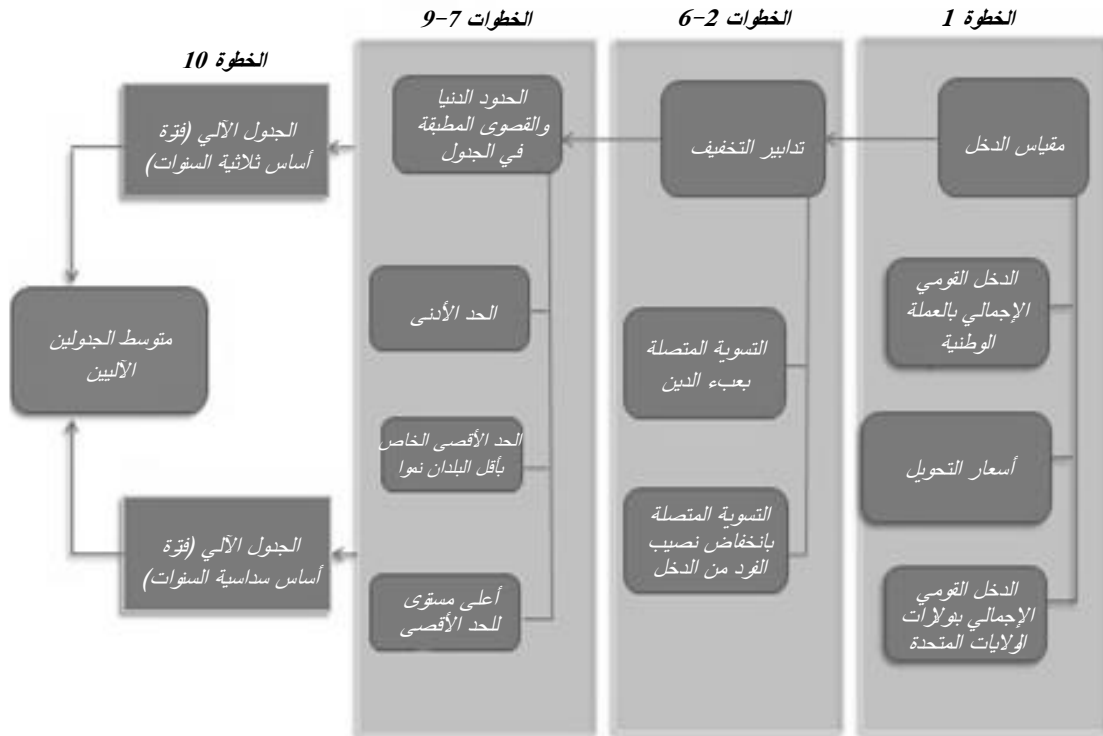 الخطوة 1
مقياس الدخل
الدخل القومي
الإجمالي بالعملة
الوطنية
أسعار التحويل
الدخل القومي
الإجمالي بدولارات
الولايات المتحدة
الخطوات 2-6
تدابير التخفيف
التسوية المتصلة
بعبء الدين
التسوية المتصلة
بانخفاض نصيب
الفرد من الدخل
الخطوات 7-9
الحدود الدنيا
والقصوى المطبقة
في الجدول
الحد الأدنى
الحد الأقصى الخاص
بأقل البلدان نموا
أعلى مستوى
للحد الأقصى
الخطوة 10
الجدول الآلي (فترة
أساس ثلاثية السنوات)
متوسط الجدولين
الآليين
الجدول الآلي (فترة
أساس سداسية السنوات)